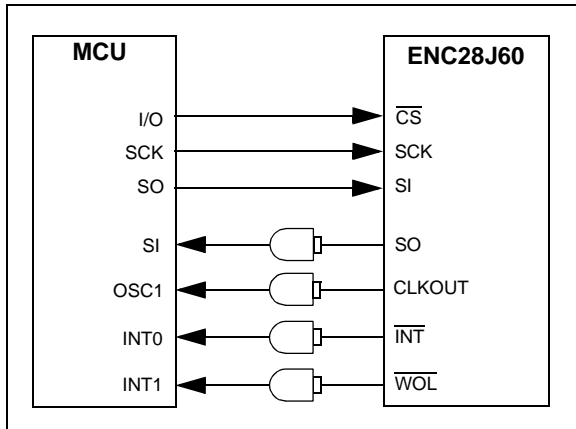 MCU
ENC28J60
I/O
CS
SCK
SCK
SO
SI
SI
SO
OSC1
CLKOUT
INT0
INT
INT1
WOL